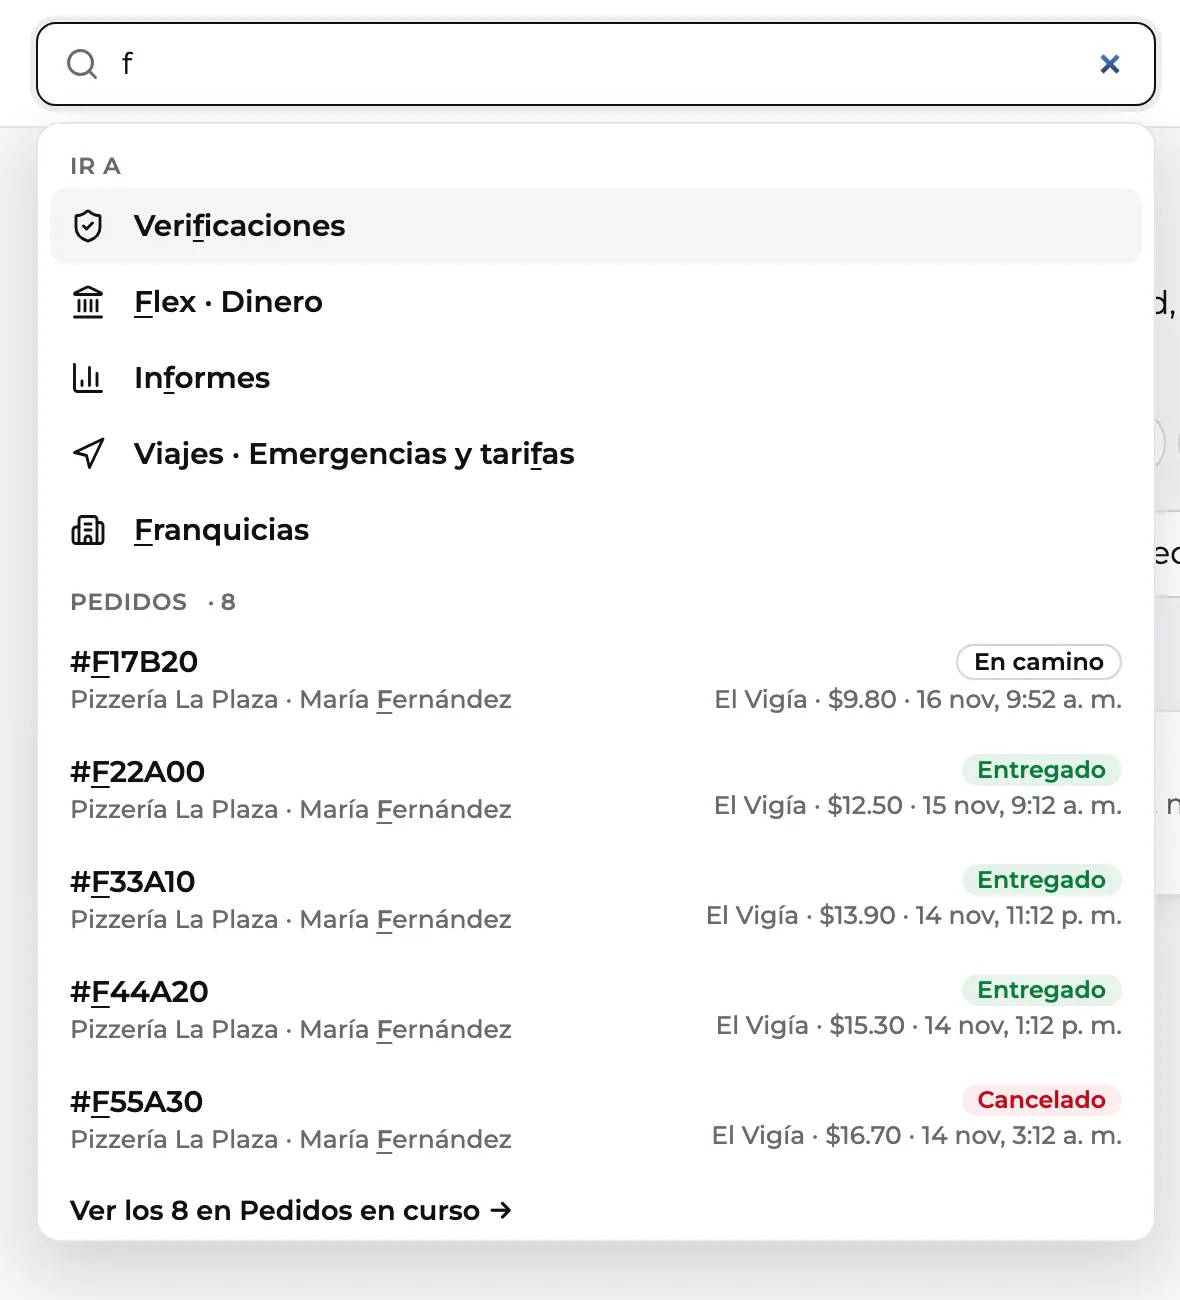 f
IR A
Verificaciones
Flex · Dinero
Informes
Viajes · Emergencias y tarifas
Franquicias
PEDIDOS · 8
#F17B20 En camino
Pizzería La Plaza · María Fernández El Vigía · $9.80 · 16 nov, 9:52 a. m.
#F22A00 Entregado
Pizzería La Plaza · María Fernández El Vigía · $12.50 · 15 nov, 9:12 a. m.
#F33A10 Entregado
Pizzería La Plaza · María Fernández El Vigía · $13.90 · 14 nov, 11:12 p. m.
#F44A20 Entregado
Pizzería La Plaza · María Fernández El Vigía · $15.30 · 14 nov, 1:12 p. m.
#F55A30 Cancelado
Pizzería La Plaza · María Fernández El Vigía · $16.70 · 14 nov, 3:12 a. m.
Ver los 8 en Pedidos en curso →